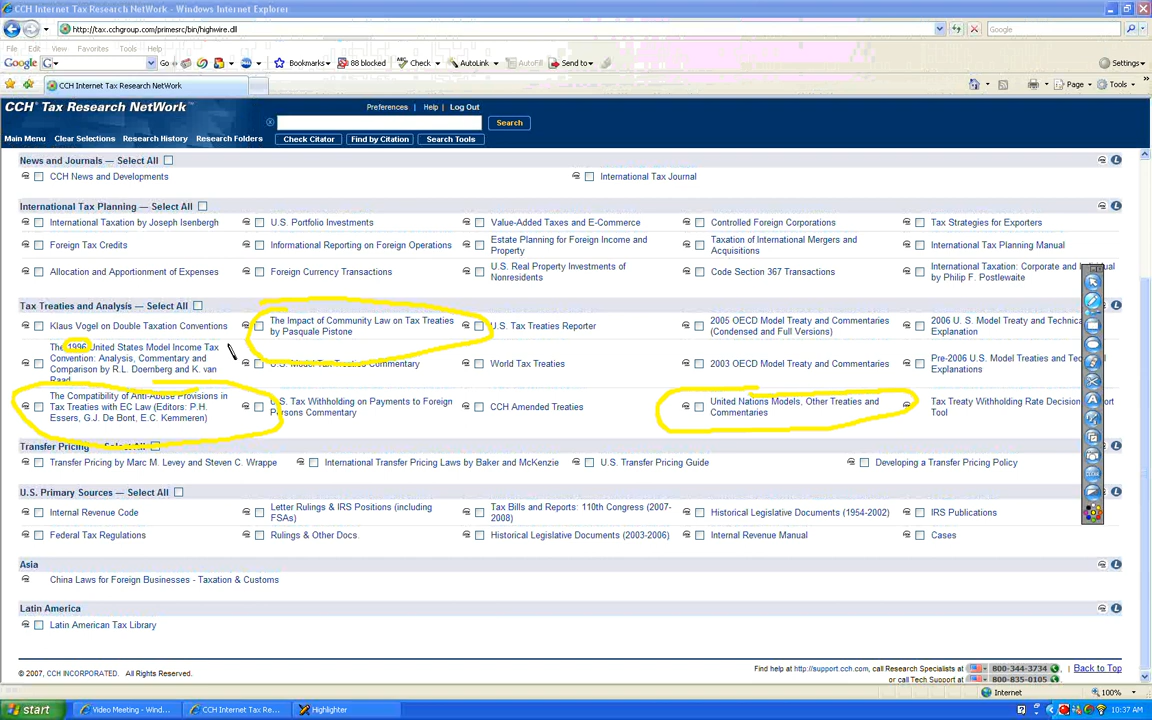 CCH Internet Tax Research NetWork - Windows Internet Explorer
http://tax.cchgroup.com/primesrc/bin/highwire.dll
Google
File Edit View Favorites Tools Help
Google G Go Bookmarks 88 blocked Check AutoLink AutoFill Send to Settings
CCH Internet Tax Research NetWork
Page Tools
CCH Tax Research NetWork
Preferences | Help | Log Out
Search
Main Menu Clear Selections Research History Research Folders Check Citator Find by Citation Search Tools
News and Journals — Select All
CCH News and Developments International Tax Journal
International Tax Planning — Select All
International Taxation by Joseph Isenbergh U.S. Portfolio Investments Value-Added Taxes and E-Commerce Controlled Foreign Corporations Tax Strategies for Exporters
Foreign Tax Credits Informational Reporting on Foreign Operations Estate Planning for Foreign Income and Taxation of International Mergers and International Tax Planning Manual
Property Acquisitions
Allocation and Apportionment of Expenses Foreign Currency Transactions U.S. Real Property Investments of Code Section 367 Transactions International Taxation: Corporate and Individual
Nonresidents by Philip F. Postlewaite
Tax Treaties and Analysis — Select All
Klaus Vogel on Double Taxation Conventions The Impact of Community Law on Tax Treaties U.S. Tax Treaties Reporter 2005 OECD Model Treaty and Commentaries 2006 U. S. Model Treaty and Technical
by Pasquale Pistone (Condensed and Full Versions) Explanations
The 1996 United States Model Income Tax
Convention: Analysis, Commentary and U.S. Model Tax Treaties Commentary World Tax Treaties 2003 OECD Model Treaty and Commentaries Pre-2006 U.S. Model Treaties and
Comparison by R.L. Doernberg and K. van Explanations
Raad
The Compatibility of Anti-Abuse Provisions in
Tax Treaties with EC Law (Editors: P.H. U.S. Tax Withholding on Payments to Foreign CCH Amended Treaties United Nations Models, Other Treaties and Tax Treaty Withholding Rate Decision
Essers, G.J. De Bont, E.C. Kemmeren) Persons Commentary Commentaries Tool
Transfer Pricing — Select All
Transfer Pricing by Marc M. Levey and Steven C. Wrappe International Transfer Pricing Laws by Baker and McKenzie U.S. Transfer Pricing Guide Developing a Transfer Pricing Policy
U.S. Primary Sources — Select All
Internal Revenue Code Letter Rulings & IRS Positions (including Tax Bills and Reports: 110th Congress (2007- Historical Legislative Documents (1954-2002) IRS Publications
FSAs) 2008)
Federal Tax Regulations Rulings & Other Docs Historical Legislative Documents (2003-2006) Internal Revenue Manual Cases
Asia
China Laws for Foreign Businesses - Taxation & Customs
Latin America
Latin American Tax Library
© 2007, CCH INCORPORATED. All Rights Reserved. Find help at http://support.cch.com, call Research Specialists at 800-344-3734 , Back to Top
or call Tech Support at 800-835-0105
Internet 100%
start Video Meeting - Wind... CCH Internet Tax Re... Highlighter 10:37 AM